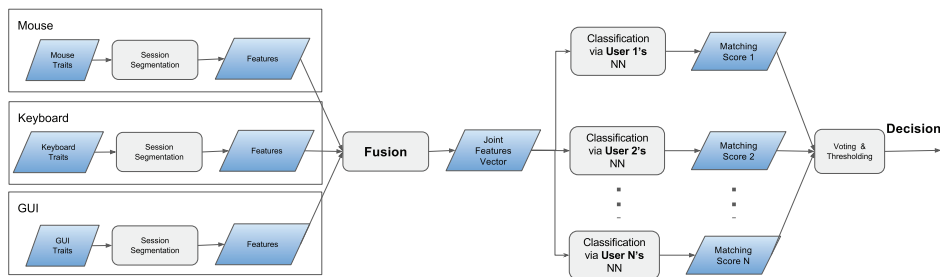 Mouse
Mouse
Traits
Session
Segmentation
Features
Keyboard
Keyboard
Traits
Session
Segmentation
Features
GUI
GUI
Traits
Session
Segmentation
Features
Fusion
Joint
Features
Vector
Classification
via User 1's
NN
Matching
Score 1
Classification
via User 2's
NN
Matching
Score 2
Classification
via User N's
NN
Matching
Score N
Voting &
Thresholding
Decision